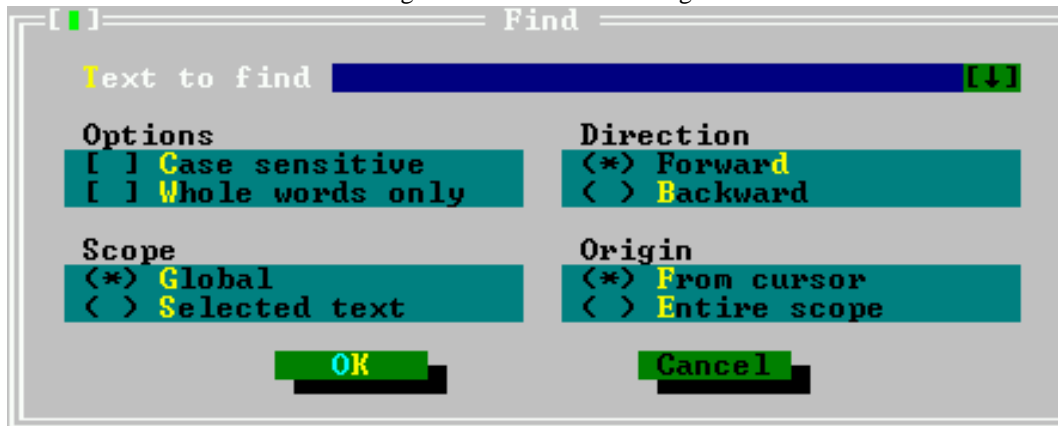 [▮] Find
Text to find [↓]
Options
[ ] Case sensitive
[ ] Whole words only
Direction
(*) Forward
( ) Backward
Scope
(*) Global
( ) Selected text
Origin
(*) From cursor
( ) Entire scope
OK Cancel